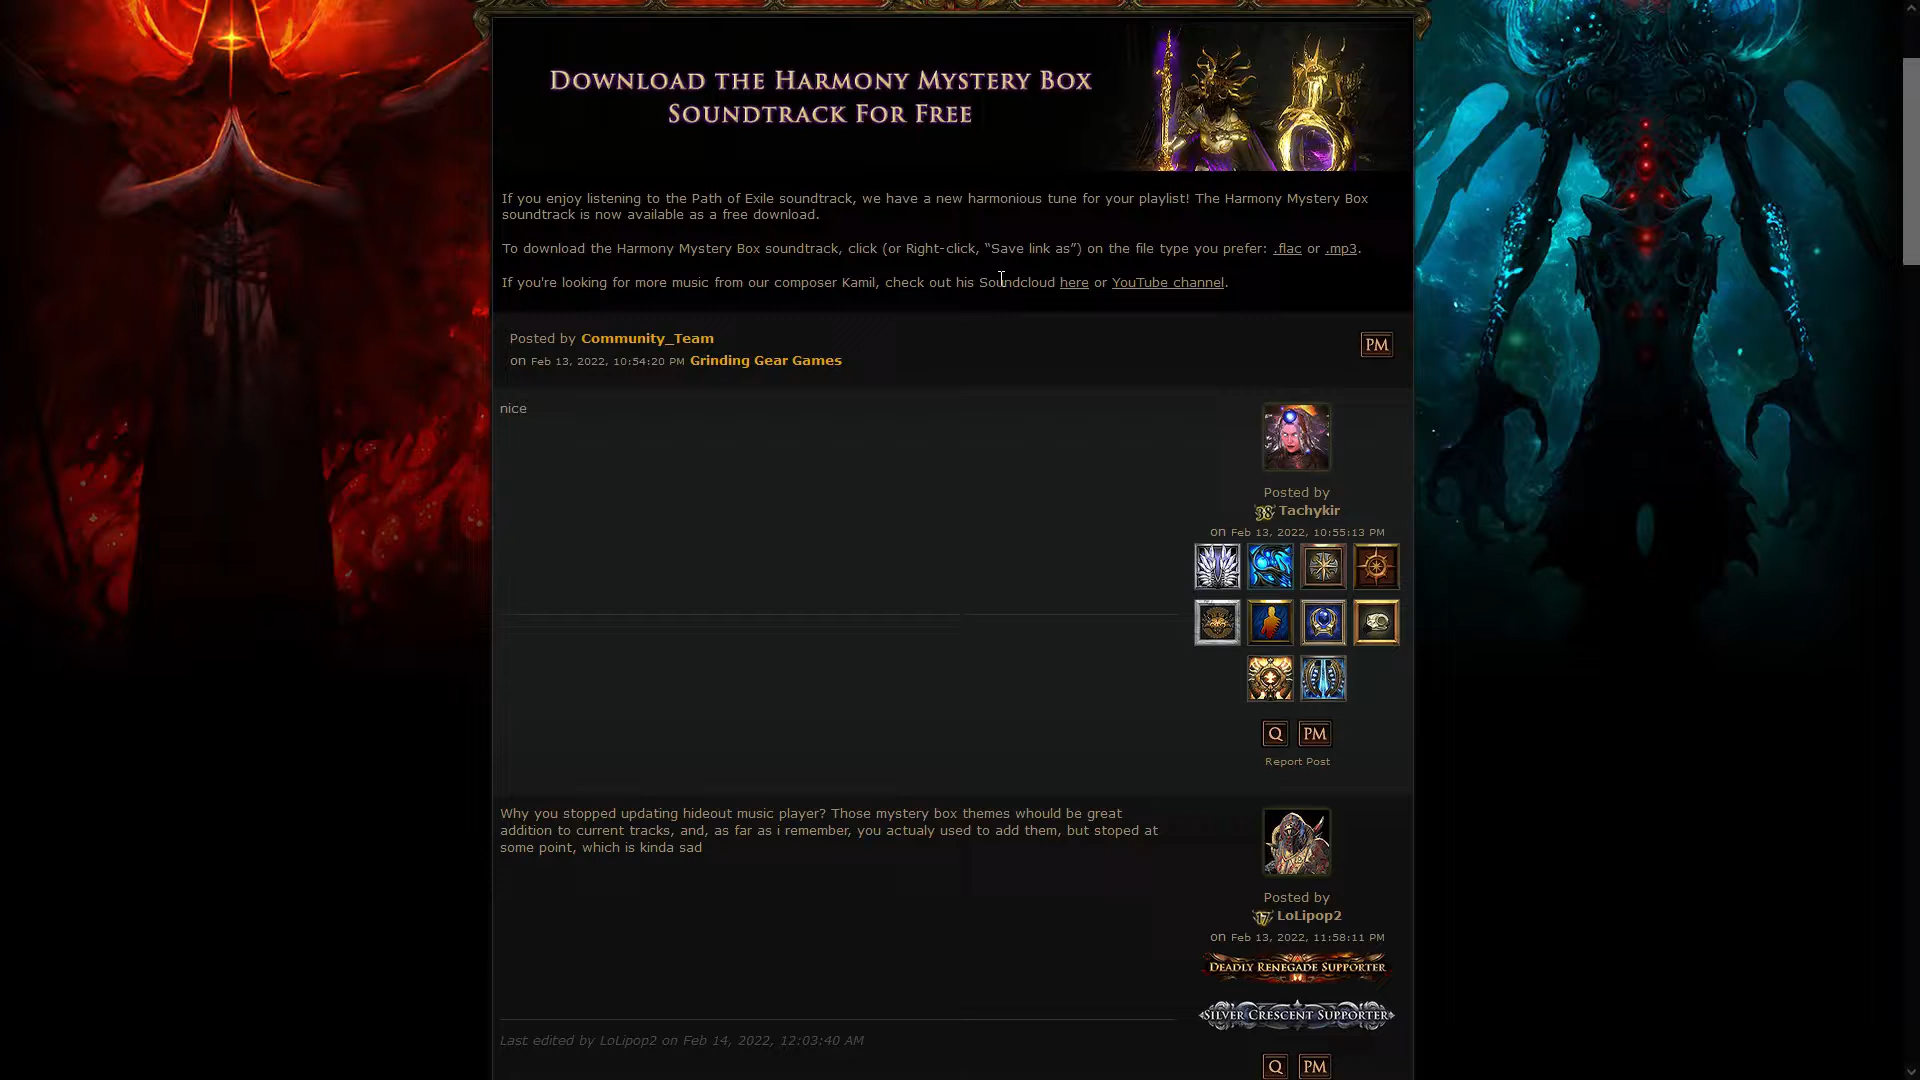 DOWNLOAD THE HARMONY MYSTERY BOX
SOUNDTRACK FOR FREE
If you enjoy listening to the Path of Exile soundtrack, we have a new harmonious tune for your playlist! The Harmony Mystery Box
soundtrack is now available as a free download.
To download the Harmony Mystery Box soundtrack, click (or Right-click, “Save link as”) on the file type you prefer: .flac or .mp3.
If you're looking for more music from our composer Kamil, check out his Soundcloud here or YouTube channel.
Posted by Community_Team
on Feb 13, 2022, 10:54:20 PM Grinding Gear Games
PM
nice
Posted by
38 Tachykir
on Feb 13, 2022, 10:55:13 PM
Q PM
Report Post
Why you stopped updating hideout music player? Those mystery box themes whould be great
addition to current tracks, and, as far as i remember, you actualy used to add them, but stoped at
some point, which is kinda sad
Posted by
17 LoLipop2
on Feb 13, 2022, 11:58:11 PM
DEADLY RENEGADE SUPPORTER
SILVER CRESCENT SUPPORTER
Last edited by LoLipop2 on Feb 14, 2022, 12:03:40 AM
Q PM